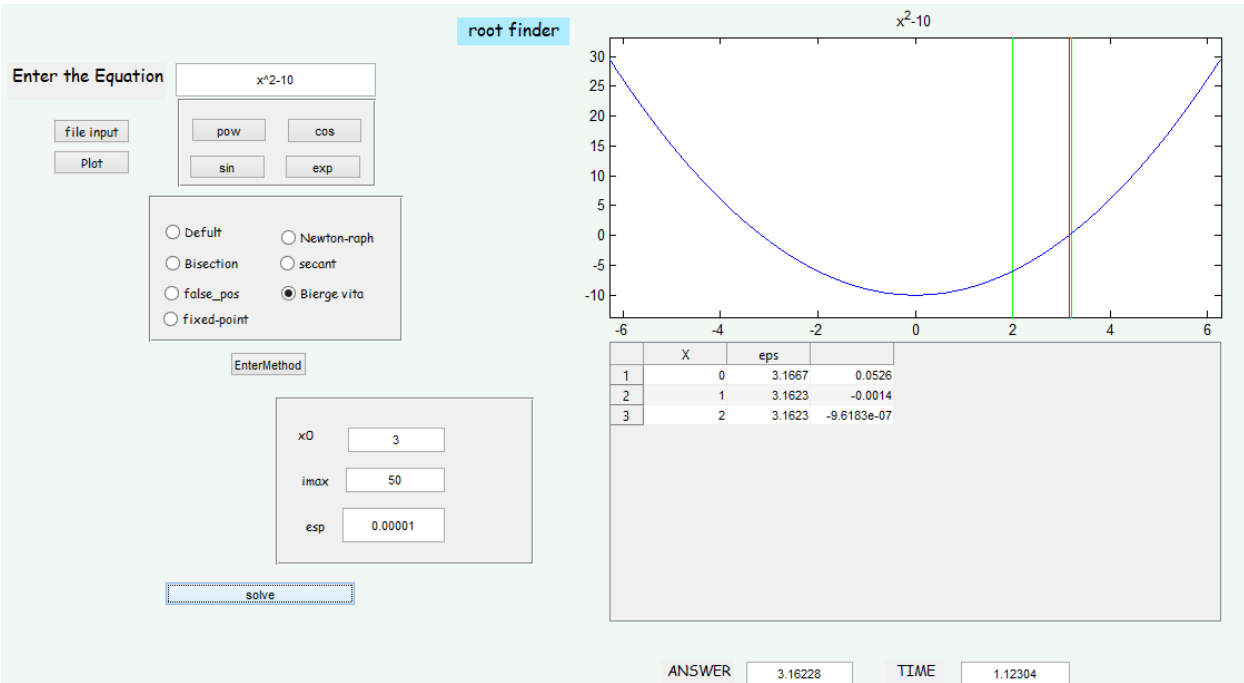 root finder
Enter the Equation
x^2-10
file input
Plot
pow
cos
sin
exp
Defult
Newton-raph
Bisection
secant
false_pos
Bierge vita
fixed-point
EnterMethod
x0
3
imax
50
esp
0.00001
solve
x²-10
30
25
20
15
10
5
0
-5
-10
-6 -4 -2 0 2 4 6
X eps
1 0 3.1667 0.0526
2 1 3.1623 -0.0014
3 2 3.1623 -9.6183e-07
ANSWER 3.16228 TIME 1.12304